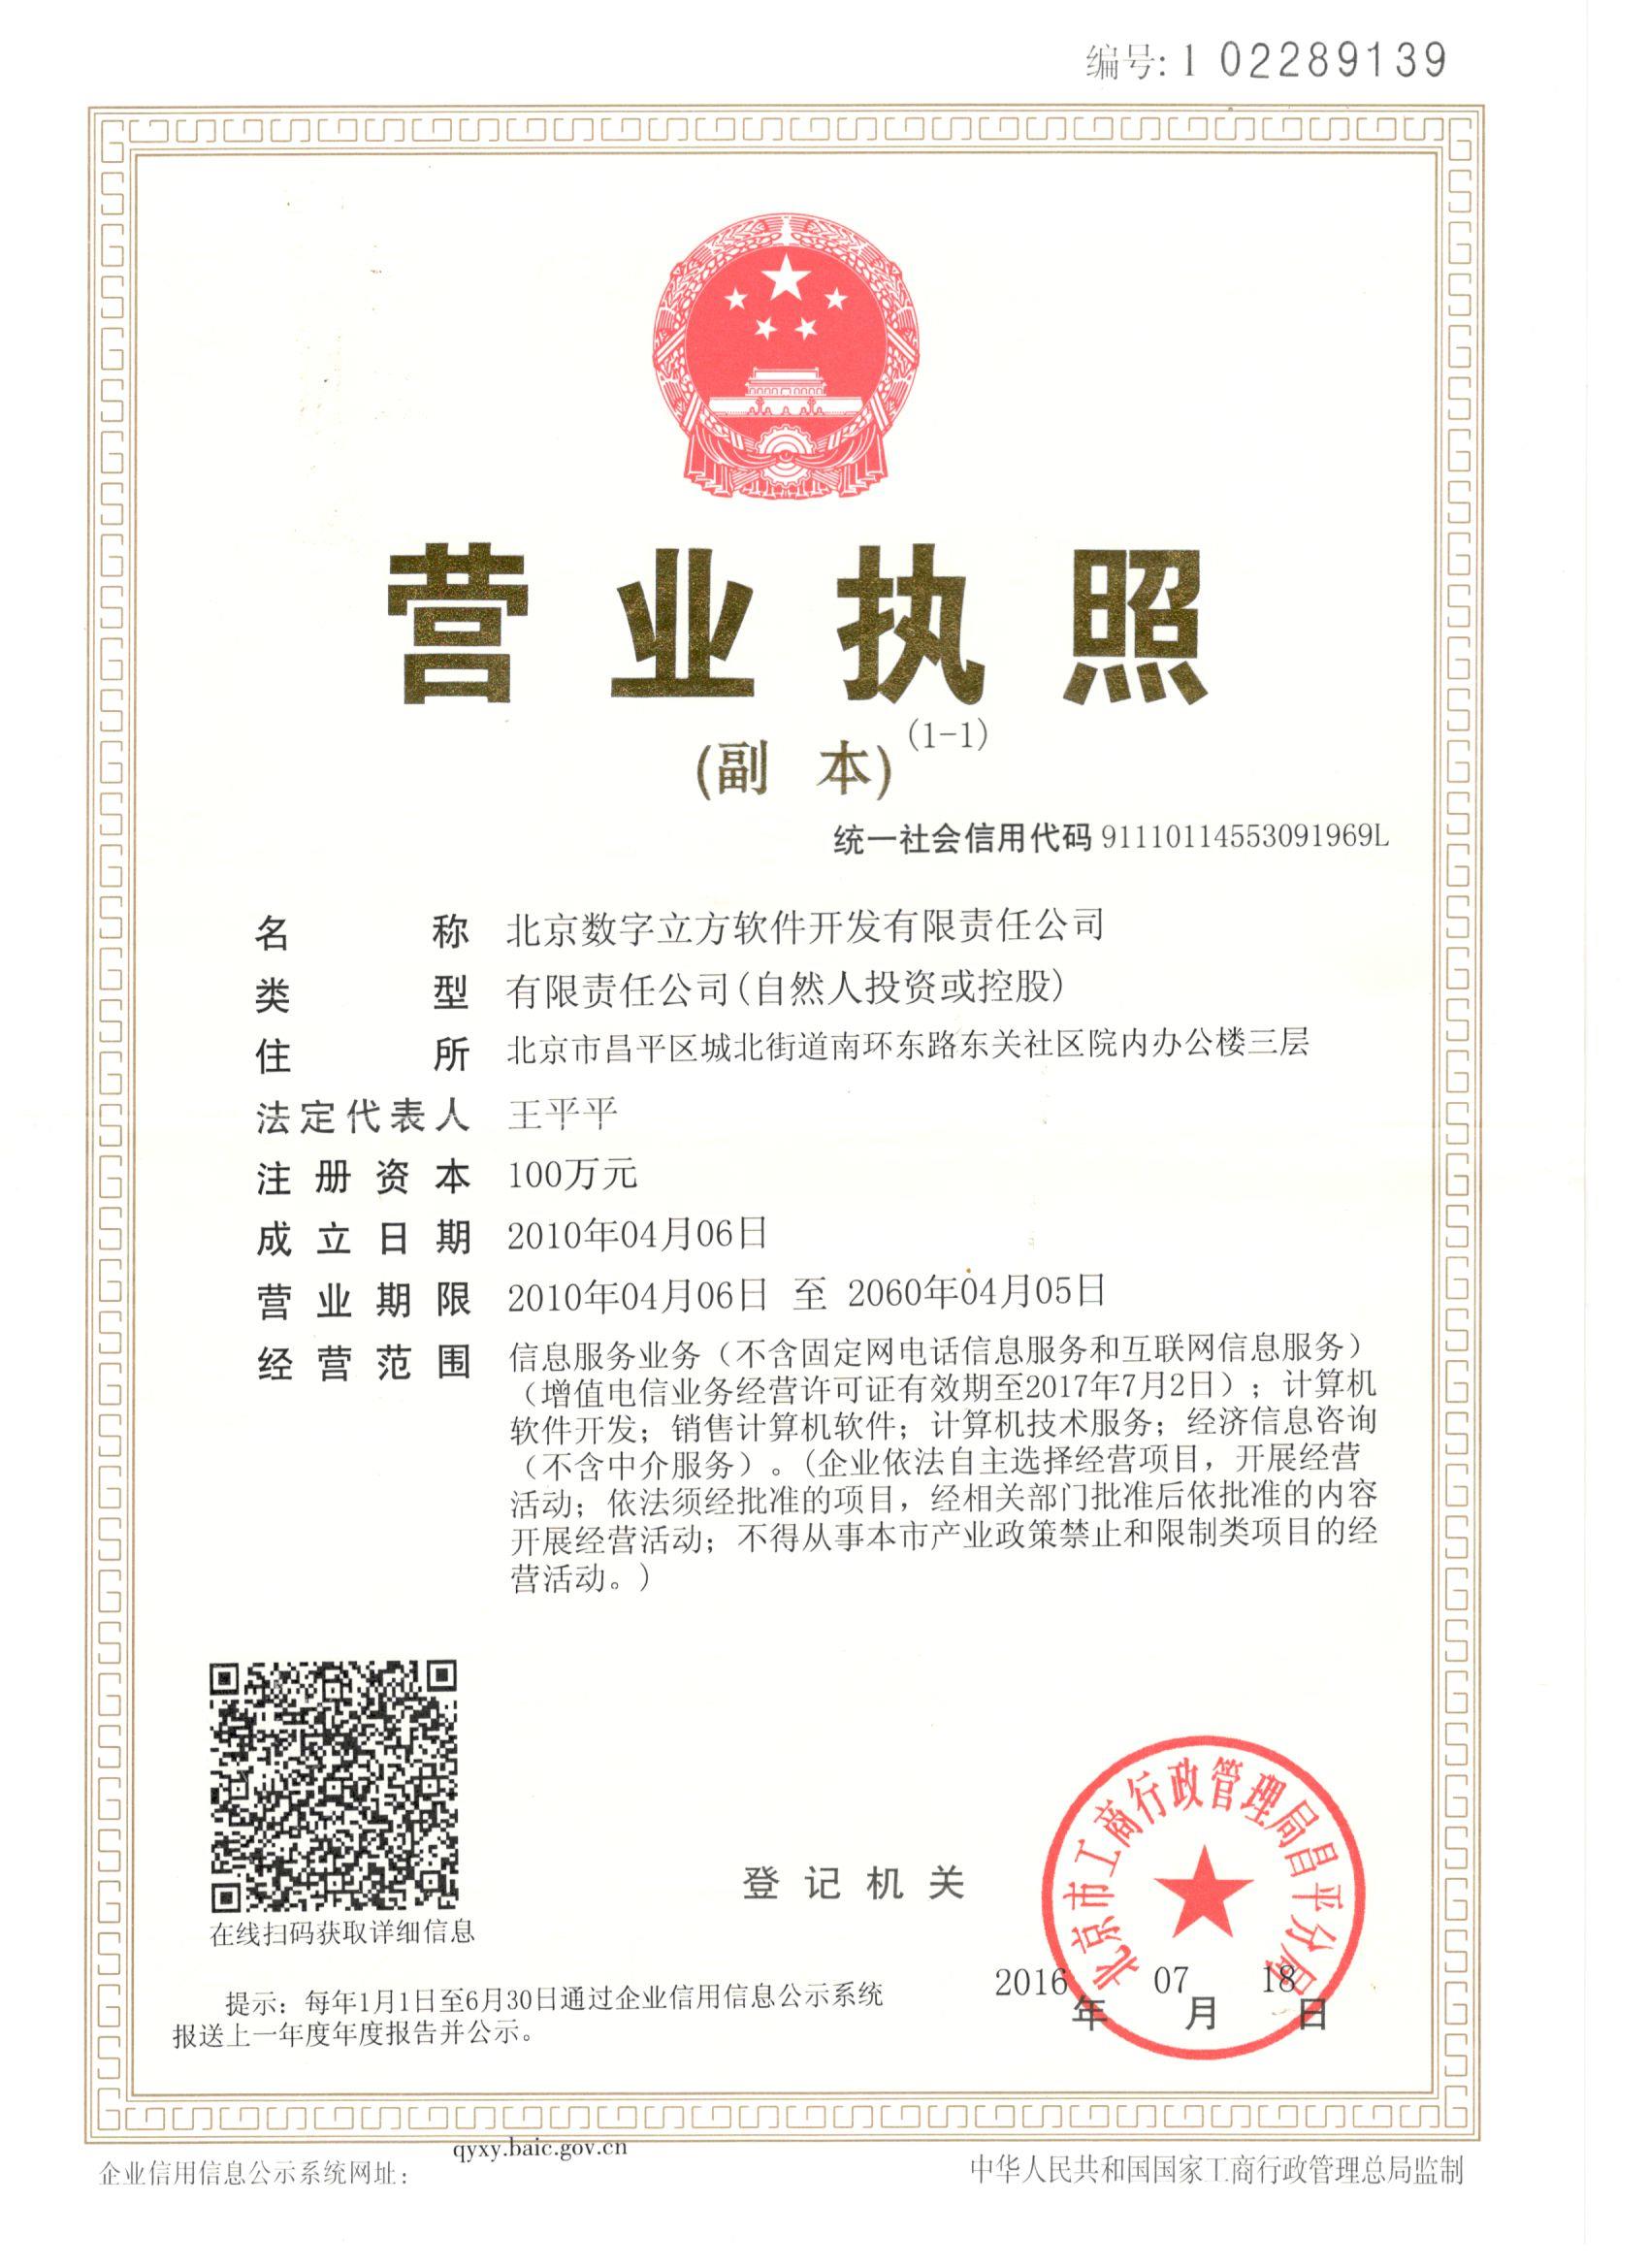 编号:1 02289139
营业执照
(副 本)(1-1)
统一社会信用代码 91110114553091969L
名称 北京数字立方软件开发有限责任公司
类型 有限责任公司(自然人投资或控股)
住所 北京市昌平区城北街道南环东路东关社区院内办公楼三层
法定代表人 王平平
注册资本 100万元
成立日期 2010年04月06日
营业期限 2010年04月06日 至 2060年04月05日
经营范围 信息服务业务（不含固定网电话信息服务和互联网信息服务）
（增值电信业务经营许可证有效期至2017年7月2日）；计算机
软件开发；销售计算机软件；计算机技术服务；经济信息咨询
（不含中介服务）。(企业依法自主选择经营项目，开展经营
活动；依法须经批准的项目，经相关部门批准后依批准的内容
开展经营活动；不得从事本市产业政策禁止和限制类项目的经
营活动。)
在线扫码获取详细信息
登记机关
北京市工商行政管理局昌平分局
2016年 07月 18日
提示：每年1月1日至6月30日通过企业信用信息公示系统
报送上一年度年度报告并公示。
qyxy.baic.gov.cn
企业信用信息公示系统网址：
中华人民共和国国家工商行政管理总局监制